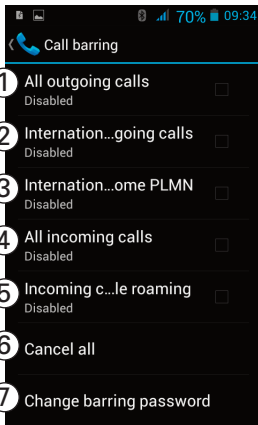 70% 09:34
Call barring
1 All outgoing calls
Disabled
2 Internation...going calls
Disabled
3 Internation...ome PLMN
Disabled
4 All incoming calls
Disabled
5 Incoming c...le roaming
Disabled
6 Cancel all
7 Change barring password